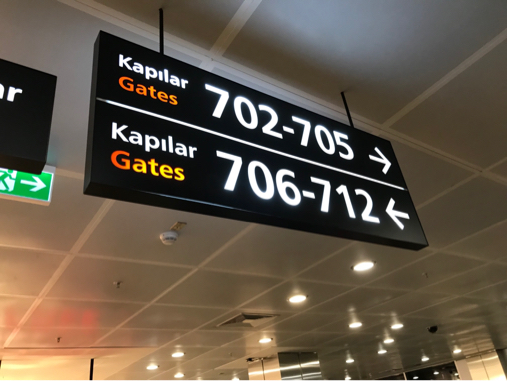 Kapılar
Gates 702-705 →
Kapılar
Gates 706-712 ←